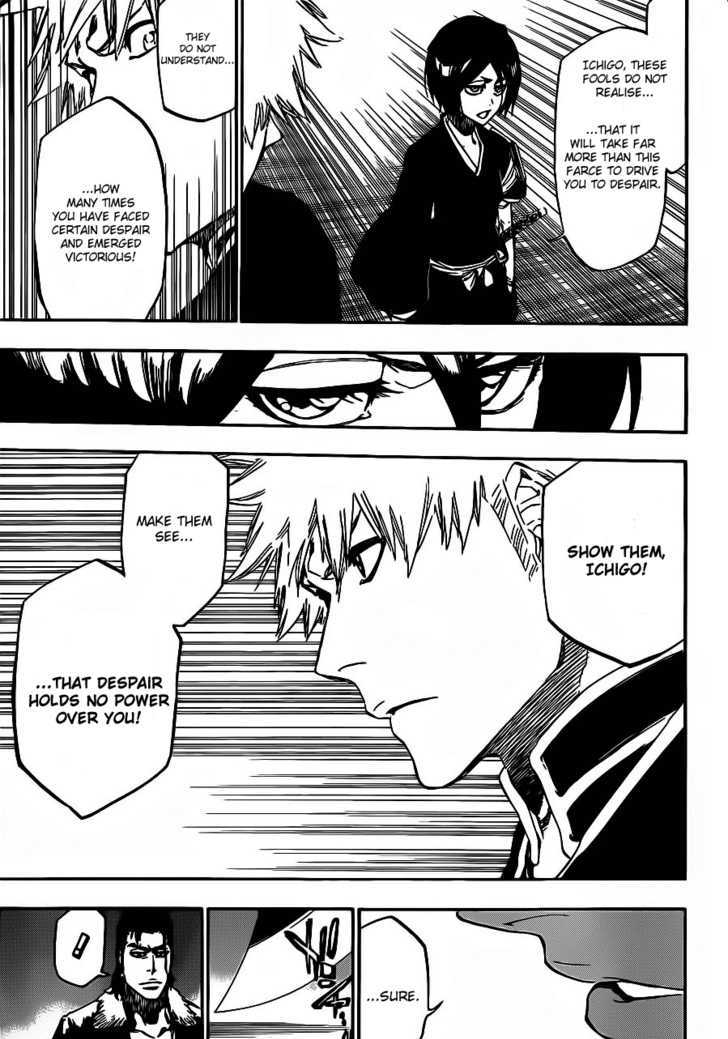 ICHIGO, THESE
FOOLS DO NOT
REALISE...
...THAT IT
WILL TAKE FAR
MORE THAN THIS
FARCE TO DRIVE
YOU TO DESPAIR.
THEY
DO NOT
UNDERSTAND...
...HOW
MANY TIMES
YOU HAVE FACED
CERTAIN DESPAIR
AND EMERGED
VICTORIOUS!
SHOW THEM,
ICHIGO!
MAKE THEM
SEE...
...THAT DESPAIR
HOLDS NO POWER
OVER YOU!
...SURE.
!